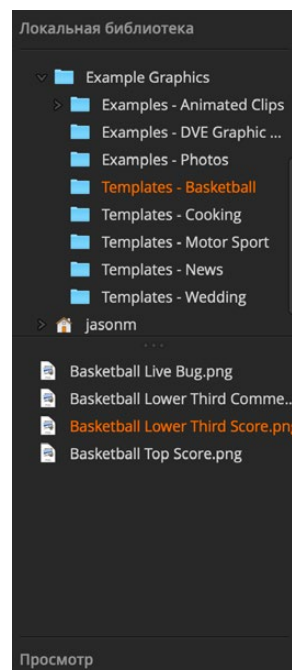 Локальная библиотека
Example Graphics
Examples - Animated Clips
Examples - DVE Graphic ...
Examples - Photos
Templates - Basketball
Templates - Cooking
Templates - Motor Sport
Templates - News
Templates - Wedding
jasonm
Basketball Live Bug.png
Basketball Lower Third Comme...
Basketball Lower Third Score.png
Basketball Top Score.png
Просмотр